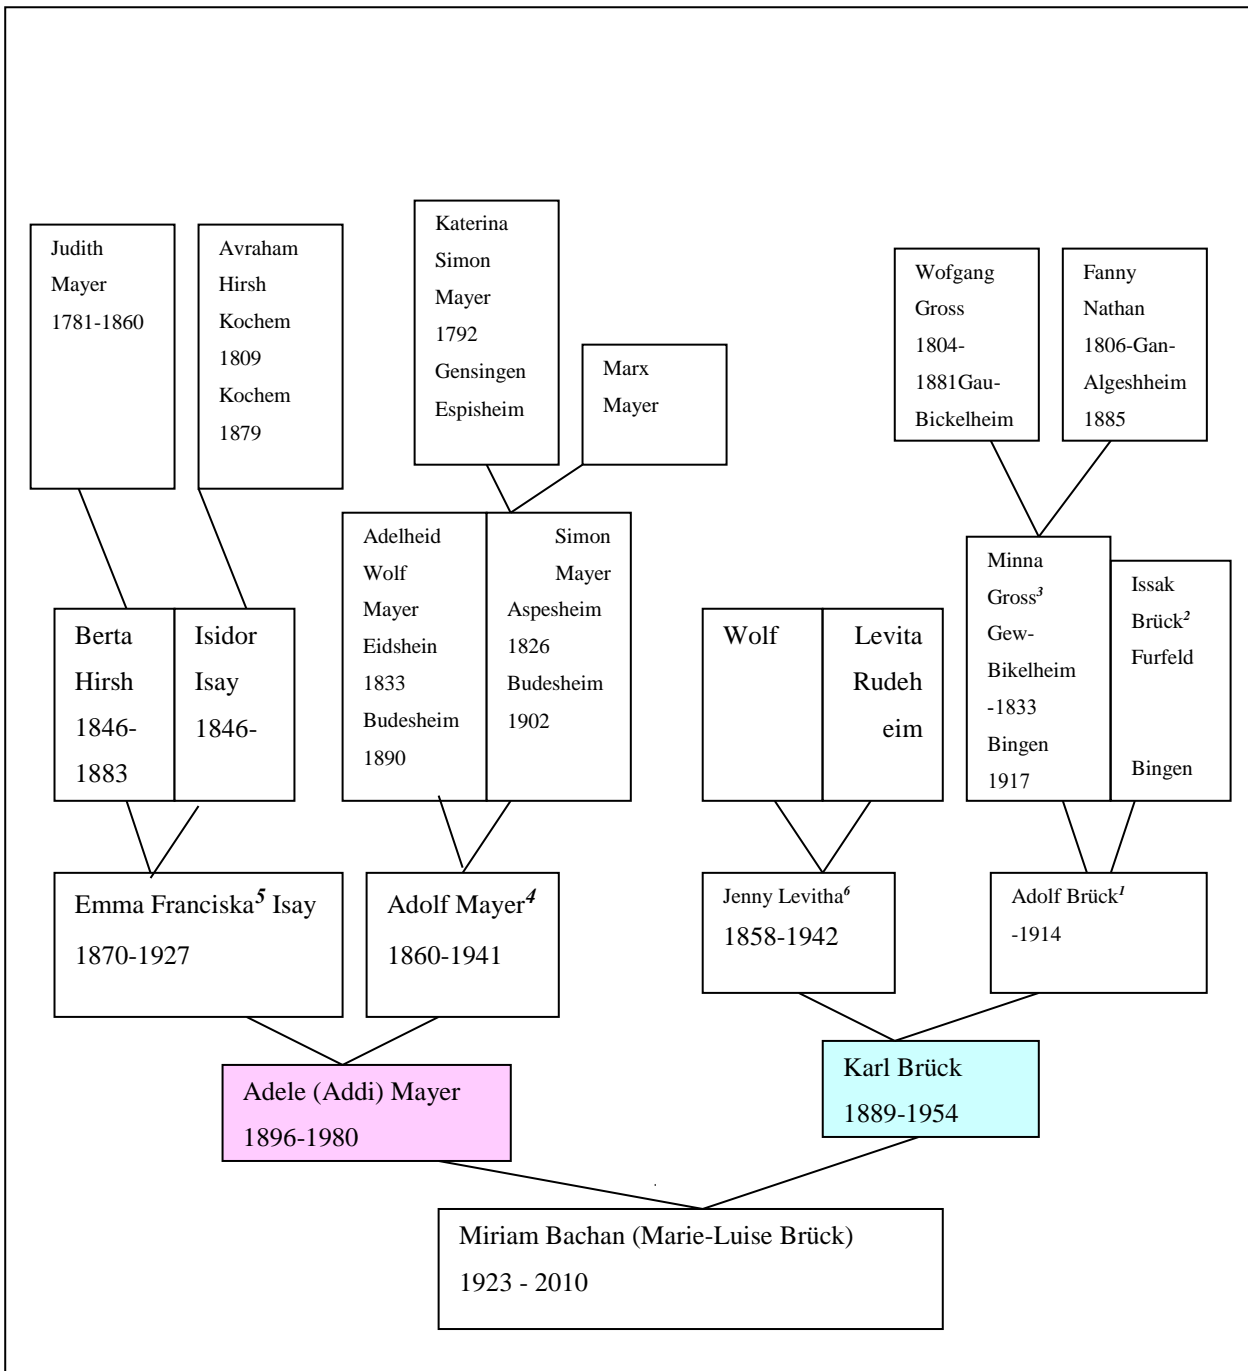 Judith
Mayer
1781-1860
Avraham
Hirsh
Kochem
1809
Kochem
1879
Katerina
Simon
Mayer
1792
Gensingen
Espisheim
Marx
Mayer
Wofgang
Gross
1804-
1881Gau-
Bickelheim
Fanny
Nathan
1806-Gan-
Algeshheim
1885
Berta
Hirsh
1846-
1883
Isidor
Isay
1846-
Adelheid
Wolf
Mayer
Eidshein
1833
Budesheim
1890
Simon
Mayer
Aspesheim
1826
Budesheim
1902
Wolf
Levita
Rudeh
eim
Minna
Gross³
Gew-
Bikelheim
-1833
Bingen
1917
Issak
Brück²
Furfeld
Bingen
Emma Franciska⁵ Isay
1870-1927
Adolf Mayer⁴
1860-1941
Jenny Levitha⁶
1858-1942
Adolf Brück¹
-1914
Adele (Addi) Mayer
1896-1980
Karl Brück
1889-1954
Miriam Bachan (Marie-Luise Brück)
1923 - 2010